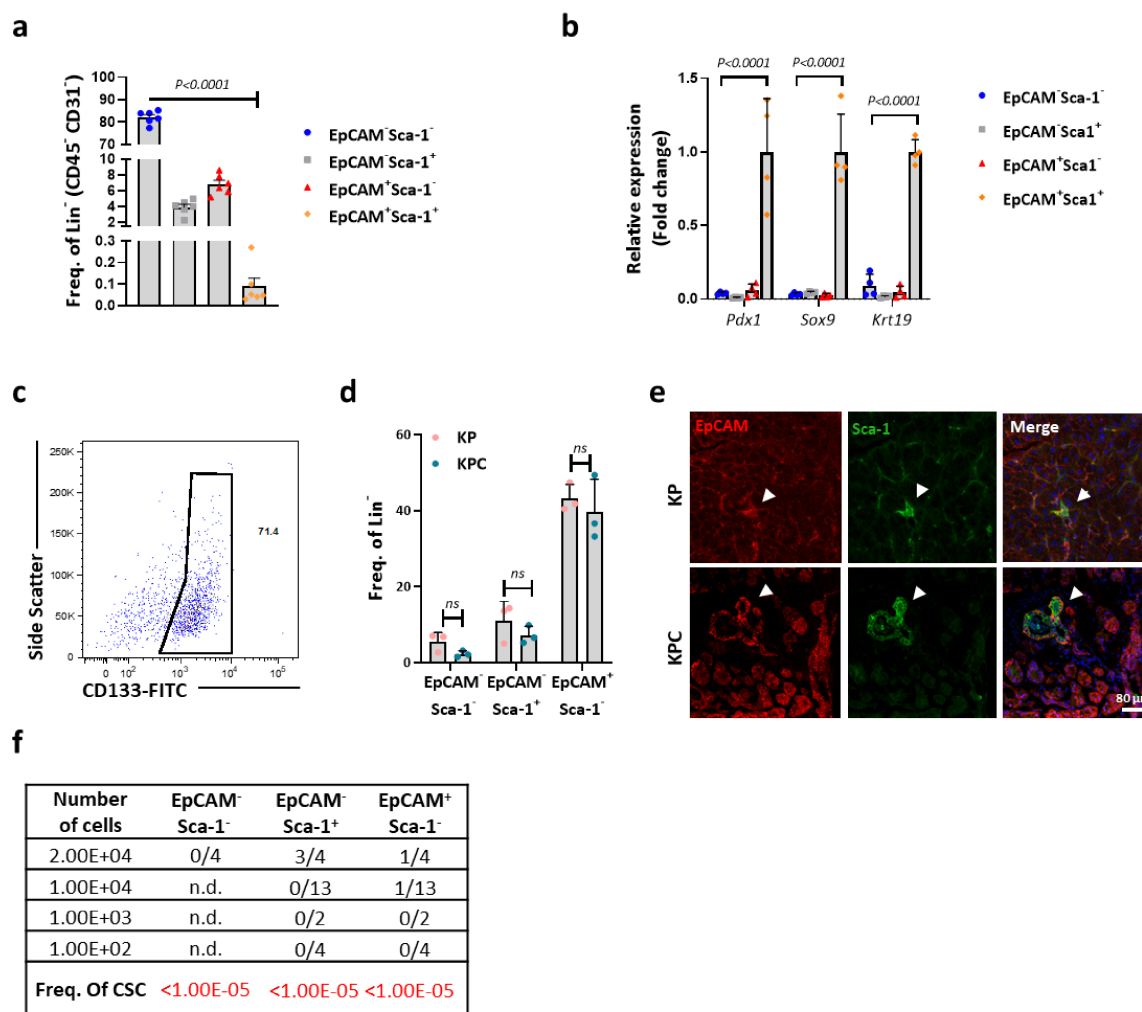 a
Freq. of Lin⁻ (CD45⁻ CD31⁻)
P<0.0001
100
90
80
70
60
10
8
6
4
2
0.3
0.2
0.1
0.0
EpCAM⁻Sca-1⁻
EpCAM⁻Sca-1⁺
EpCAM⁺Sca-1⁻
EpCAM⁺Sca-1⁺
b
Relative expression
(Fold change)
P<0.0001 P<0.0001
P<0.0001
1.5
1.0
0.5
0.0
Pdx1 Sox9 Krt19
EpCAM⁻Sca-1⁻
EpCAM⁻Sca1⁺
EpCAM⁺Sca1⁻
EpCAM⁺Sca1⁺
c
Side Scatter
250K
200K
150K
100K
50K
0
71.4
0 10² 10³ 10⁴ 10⁵
CD133-FITC
d
Freq. of Lin⁻
60
40
20
0
KP
KPC
ns
ns
ns
EpCAM⁻ EpCAM⁻ EpCAM⁺
Sca-1⁻ Sca-1⁺ Sca-1⁻
e
EpCAM Sca-1 Merge
KP
KPC
80 μm
f
Number EpCAM⁻ EpCAM⁻ EpCAM⁺
of cells Sca-1⁻ Sca-1⁺ Sca-1⁻
2.00E+04 0/4 3/4 1/4
1.00E+04 n.d. 0/13 1/13
1.00E+03 n.d. 0/2 0/2
1.00E+02 n.d. 0/4 0/4
Freq. Of CSC <1.00E-05 <1.00E-05 <1.00E-05